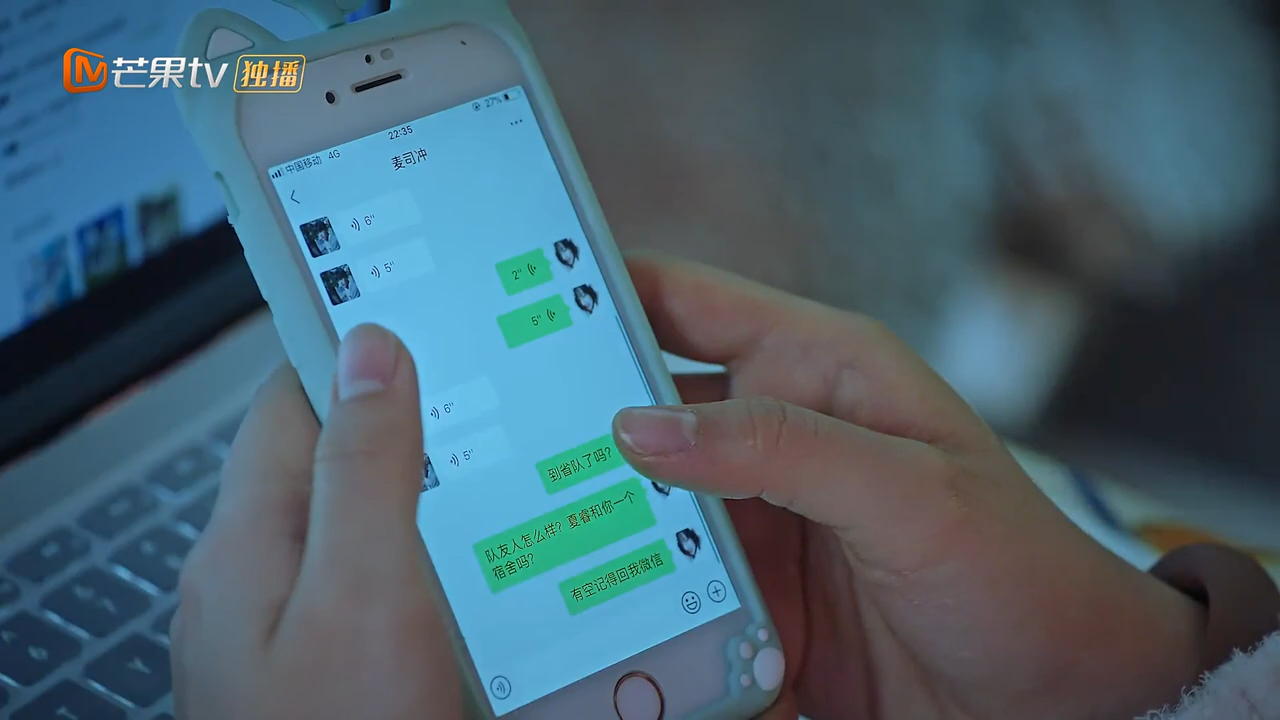 芒果tv 独播
中国移动 4G 22:35 27%
麦司冲
6"
5"
2"
5"
6"
5"
到省队了吗?
队友人怎么样? 夏睿和你一个
宿舍吗?
有空记得回我微信